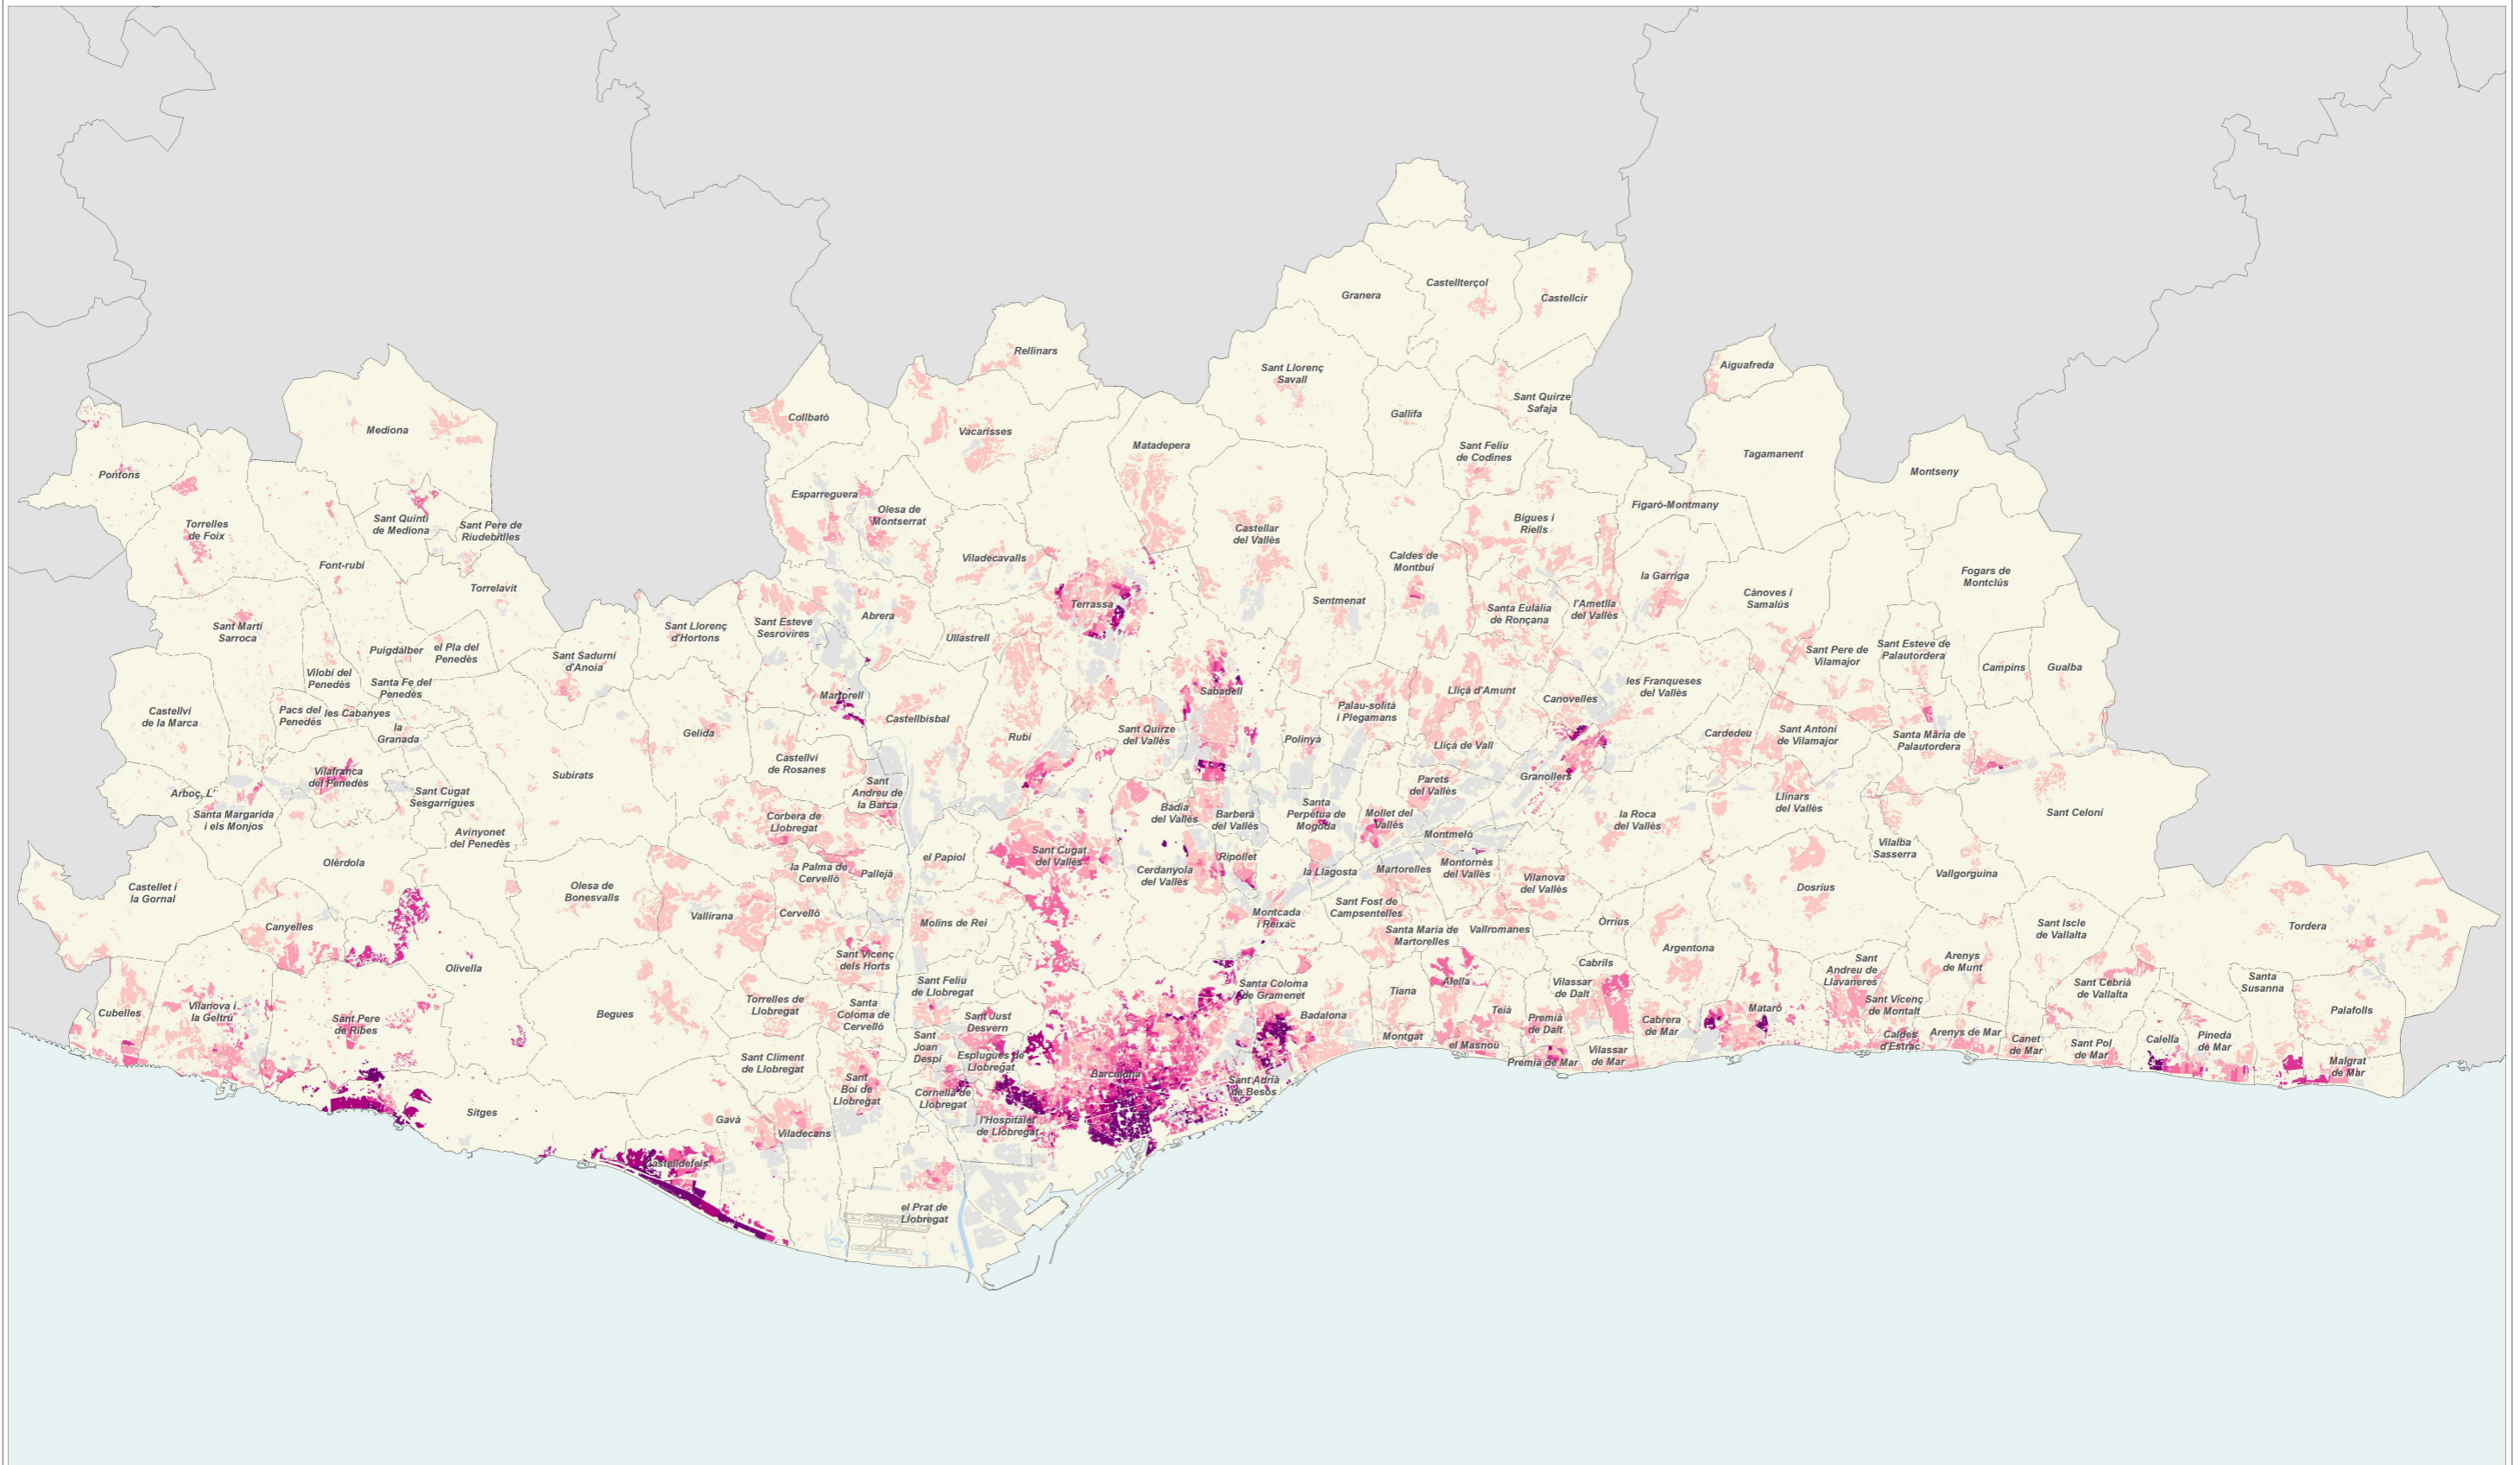 Castellterçol
Granera
Castellcir
Rellinars
Aiguafreda
Sant Llorenç
Savall
Sant Quirze
Safaja
Gallifa
Collbató
Mediona
Vacarisses
Matadepera
Sant Feliu
de Codines
Tagamanent
Montseny
Pontons
Esparreguera
Olesa de
Montserrat
Figaró-Montmany
Torrelles
de Foix
Sant Quintí
de Mediona
Sant Pere de
Riudebitlles
Bigues i
Riells
Castellar
del Vallès
Viladecavalls
Font-rubí
Caldes de
Montbui
la Garriga
Fogars de
Montclús
Torrelavit
Terrassa
Sentmenat
Cànoves i
Samalús
Santa Eulàlia
de Ronçana
l'Ametlla
del Vallès
Abrera
Sant Martí
Sarroca
Sant Llorenç
d'Hortons
Sant Esteve
Sesrovires
Ullastrell
Puigdàlber
el Pla del
Penedès
Sant Sadurní
d'Anoia
Sant Pere de
Vilamajor
Sant Esteve de
Palautordera
Campins
Gualba
Vilobí del
Penedès
Santa Fe del
Penedès
Martorell
Sabadell
Lliçà d'Amunt
Canovelles
les Franqueses
del Vallès
Castellví
de la Marca
Pacs del
Penedès
les Cabanyes
la
Granada
Gelida
Castellbisbal
Rubí
Sant Quirze
del Vallès
Palau-solità
i Plegamans
Polinyà
Lliçà de Vall
Cardedeu
Sant Antoni
de Vilamajor
Santa Maria de
Palautordera
Castellví
de Rosanes
Subirats
Vilafranca
del Penedès
Granollers
Arboç, L'
Sant Cugat
Sesgarrigues
Sant
Andreu de
la Barca
Parets
del Vallès
Llinars
del Vallès
Sant Celoni
Santa Margarida
i els Monjos
Avinyonet
del Penedès
Corbera de
Llobregat
Badia
del Vallès
Barberà
del Vallès
Santa
Perpètua de
Mogoda
Mollet del
Vallès
Montmeló
la Roca
del Vallès
Vilalba
Sasserra
Olèrdola
el Papiol
Sant Cugat
del Vallès
Ripollet
la Palma de
Cervelló
Pallejà
Cerdanyola
del Vallès
la Llagosta
Martorelles
Montornès
del Vallès
Vilanova
del Vallès
Vallgorguina
Dosrius
Castellet i
la Gornal
Olesa de
Bonesvalls
Vallirana
Cervelló
Molins de Rei
Montcada
i Reixac
Sant Fost de
Campsentelles
Santa Maria de
Martorelles
Vallromanes
Òrrius
Argentona
Sant Iscle
de Vallalta
Tordera
Canyelles
Olivella
Sant Vicenç
dels Horts
Arenys
de Munt
Sant
Andreu de
Llavaneres
Cabrils
Sant Feliu
de Llobregat
Santa Coloma
de Gramenet
Tiana
Alella
Vilassar
de Dalt
Sant Cebrià
de Vallalta
Santa
Susanna
Cubelles
Vilanova i
la Geltrú
Sant Pere
de Ribes
Begues
Torrelles de
Llobregat
Santa
Coloma de
Cervelló
Sant Just
Desvern
Badalona
Teià
Premià
de Dalt
Cabrera
de Mar
Mataró
Sant Vicenç
de Montalt
Palafolls
Montgat
el Masnou
Caldes
d'Estrac
Arenys de Mar
Canet
de Mar
Sant Pol
de Mar
Calella
Pineda
de Mar
Sant
Joan
Despí
Esplugues de
Llobregat
Premià de Mar
Vilassar
de Mar
Malgrat
de Mar
Sant Climent
de Llobregat
Barcelona
Sant Adrià
de Besòs
Sant
Boi de
Llobregat
Cornellà de
Llobregat
Sitges
Gavà
Viladecans
l'Hospitalet
de Llobregat
Castelldefels
el Prat de
Llobregat